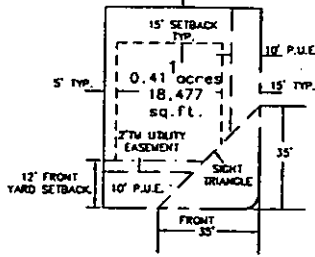 15' SETBACK
TYP.
10' P.U.E.
1
5' TYP.
0.41 acres
15' TYP.
18,477
sq.ft.
UTILITY
EASEMENT
SIGHT
TRIANGLE
35'
12' FRONT
YARD SETBACK
10' P.U.E.
FRONT
35'